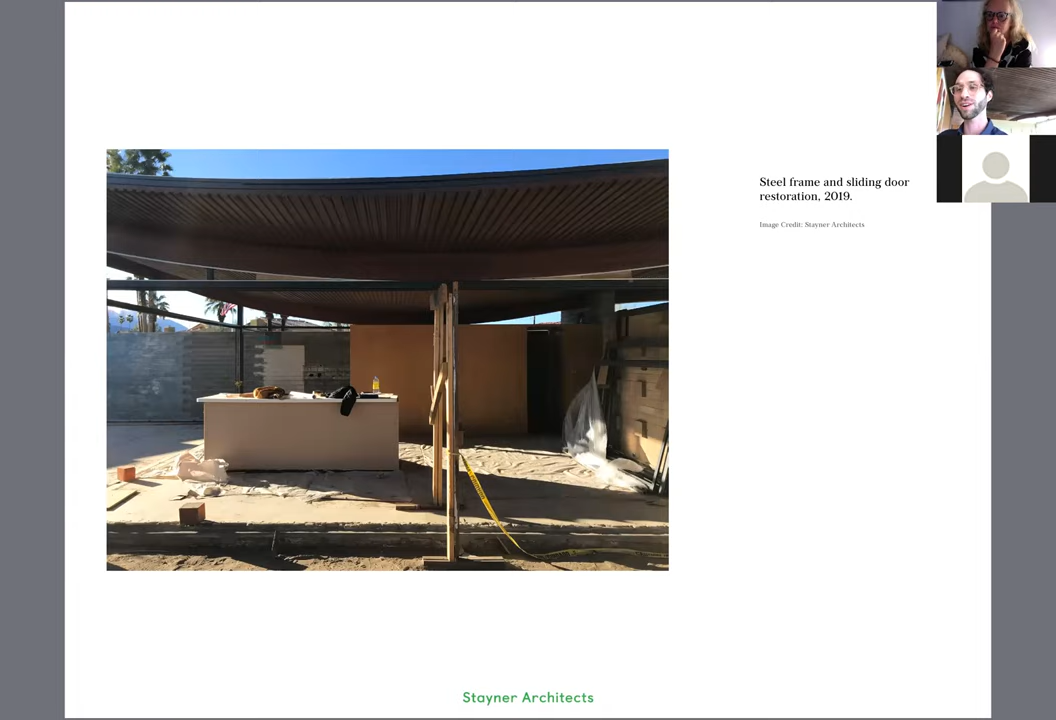 Steel frame and sliding door
restoration, 2019.
Image Credit: Stayner Architects
Stayner Architects